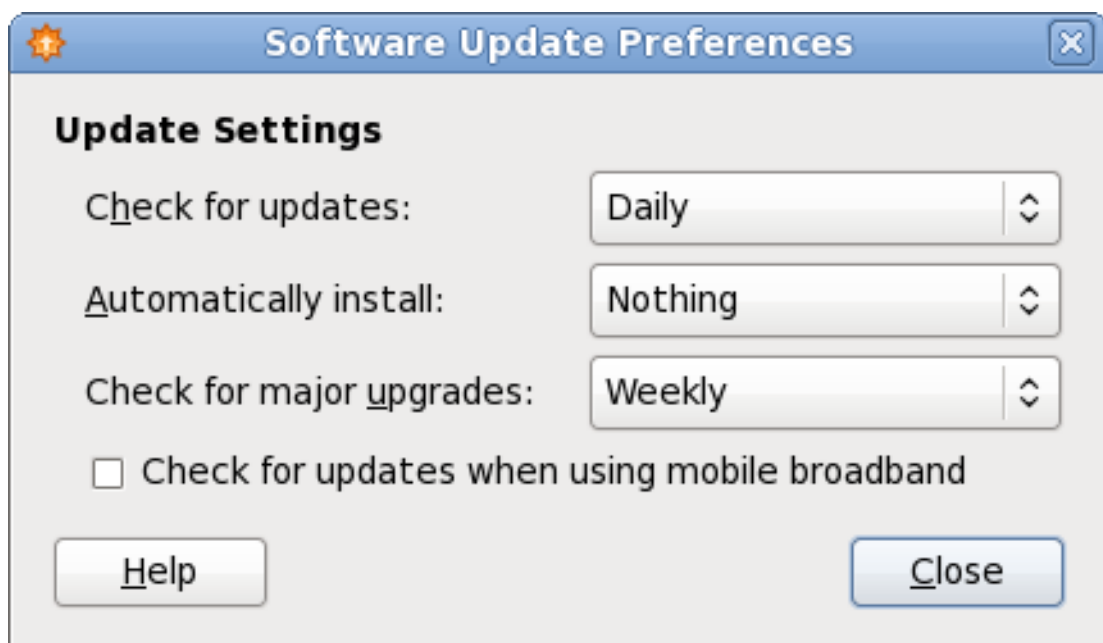 Software Update Preferences
Update Settings
Check for updates: Daily
Automatically install: Nothing
Check for major upgrades: Weekly
Check for updates when using mobile broadband
Help Close